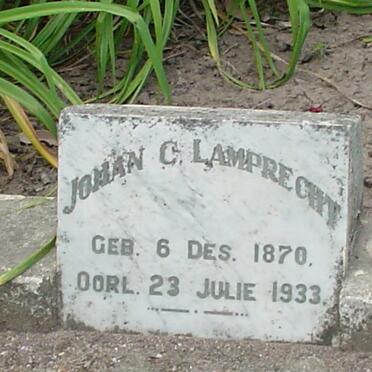 JOHAN C. LAMPRECHT
GEB. 6 DES. 1870.
OORL. 23 JULIE 1933.